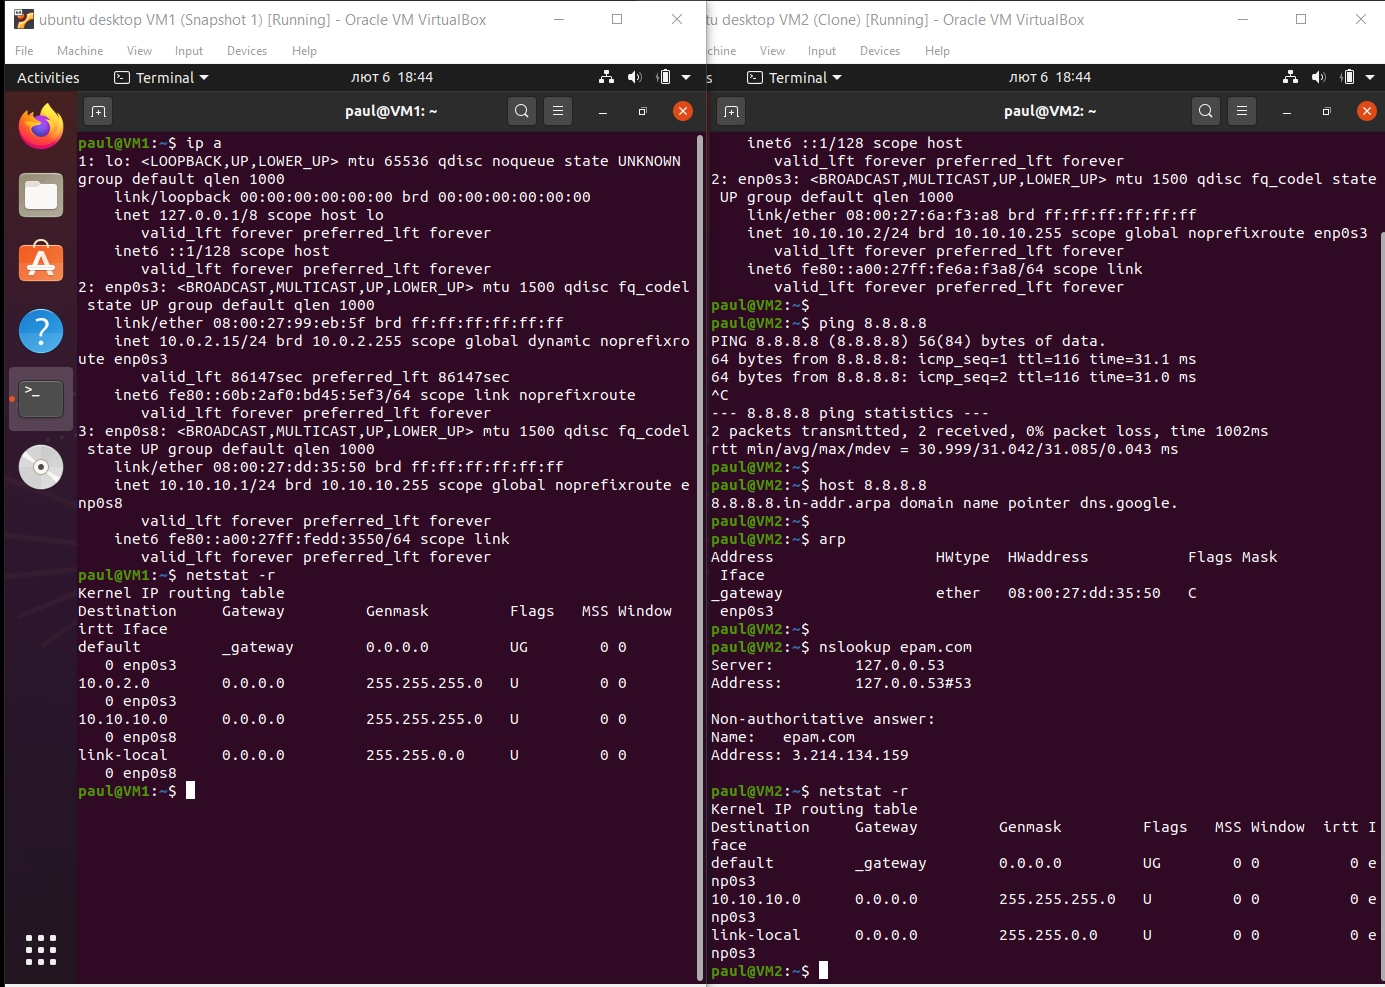 ubuntu desktop VM1 (Snapshot 1) [Running] - Oracle VM VirtualBox
File Machine View Input Devices Help
Activities Terminal лют 6 18:44
paul@VM1: ~
paul@VM1:~$ ip a
1: lo: <LOOPBACK,UP,LOWER_UP> mtu 65536 qdisc noqueue state UNKNOWN
group default qlen 1000
link/loopback 00:00:00:00:00:00 brd 00:00:00:00:00:00
inet 127.0.0.1/8 scope host lo
valid_lft forever preferred_lft forever
inet6 ::1/128 scope host
valid_lft forever preferred_lft forever
2: enp0s3: <BROADCAST,MULTICAST,UP,LOWER_UP> mtu 1500 qdisc fq_codel
state UP group default qlen 1000
link/ether 08:00:27:99:eb:5f brd ff:ff:ff:ff:ff:ff
inet 10.0.2.15/24 brd 10.0.2.255 scope global dynamic noprefixro
ute enp0s3
valid_lft 86147sec preferred_lft 86147sec
inet6 fe80::60b:2af0:bd45:5ef3/64 scope link noprefixroute
valid_lft forever preferred_lft forever
3: enp0s8: <BROADCAST,MULTICAST,UP,LOWER_UP> mtu 1500 qdisc fq_codel
state UP group default qlen 1000
link/ether 08:00:27:dd:35:50 brd ff:ff:ff:ff:ff:ff
inet 10.10.10.1/24 brd 10.10.10.255 scope global noprefixroute e
np0s8
valid_lft forever preferred_lft forever
inet6 fe80::a00:27ff:fedd:3550/64 scope link
valid_lft forever preferred_lft forever
paul@VM1:~$ netstat -r
Kernel IP routing table
Destination Gateway Genmask Flags MSS Window
irtt Iface
default _gateway 0.0.0.0 UG 0 0
0 enp0s3
10.0.2.0 0.0.0.0 255.255.255.0 U 0 0
0 enp0s3
10.10.10.0 0.0.0.0 255.255.255.0 U 0 0
0 enp0s8
link-local 0.0.0.0 255.255.0.0 U 0 0
0 enp0s8
paul@VM1:~$
tu desktop VM2 (Clone) [Running] - Oracle VM VirtualBox
chine View Input Devices Help
s Terminal лют 6 18:44
paul@VM2: ~
inet6 ::1/128 scope host
valid_lft forever preferred_lft forever
2: enp0s3: <BROADCAST,MULTICAST,UP,LOWER_UP> mtu 1500 qdisc fq_codel state
UP group default qlen 1000
link/ether 08:00:27:6a:f3:a8 brd ff:ff:ff:ff:ff:ff
inet 10.10.10.2/24 brd 10.10.10.255 scope global noprefixroute enp0s3
valid_lft forever preferred_lft forever
inet6 fe80::a00:27ff:fe6a:f3a8/64 scope link
valid_lft forever preferred_lft forever
paul@VM2:~$
paul@VM2:~$ ping 8.8.8.8
PING 8.8.8.8 (8.8.8.8) 56(84) bytes of data.
64 bytes from 8.8.8.8: icmp_seq=1 ttl=116 time=31.1 ms
64 bytes from 8.8.8.8: icmp_seq=2 ttl=116 time=31.0 ms
^C
--- 8.8.8.8 ping statistics ---
2 packets transmitted, 2 received, 0% packet loss, time 1002ms
rtt min/avg/max/mdev = 30.999/31.042/31.085/0.043 ms
paul@VM2:~$
paul@VM2:~$ host 8.8.8.8
8.8.8.8.in-addr.arpa domain name pointer dns.google.
paul@VM2:~$
paul@VM2:~$ arp
Address HWtype HWaddress Flags Mask
Iface
_gateway ether 08:00:27:dd:35:50 C
enp0s3
paul@VM2:~$
paul@VM2:~$ nslookup epam.com
Server: 127.0.0.53
Address: 127.0.0.53#53
Non-authoritative answer:
Name: epam.com
Address: 3.214.134.159
paul@VM2:~$ netstat -r
Kernel IP routing table
Destination Gateway Genmask Flags MSS Window irtt I
face
default _gateway 0.0.0.0 UG 0 0 0 e
np0s3
10.10.10.0 0.0.0.0 255.255.255.0 U 0 0 0 e
np0s3
link-local 0.0.0.0 255.255.0.0 U 0 0 0 e
np0s3
paul@VM2:~$